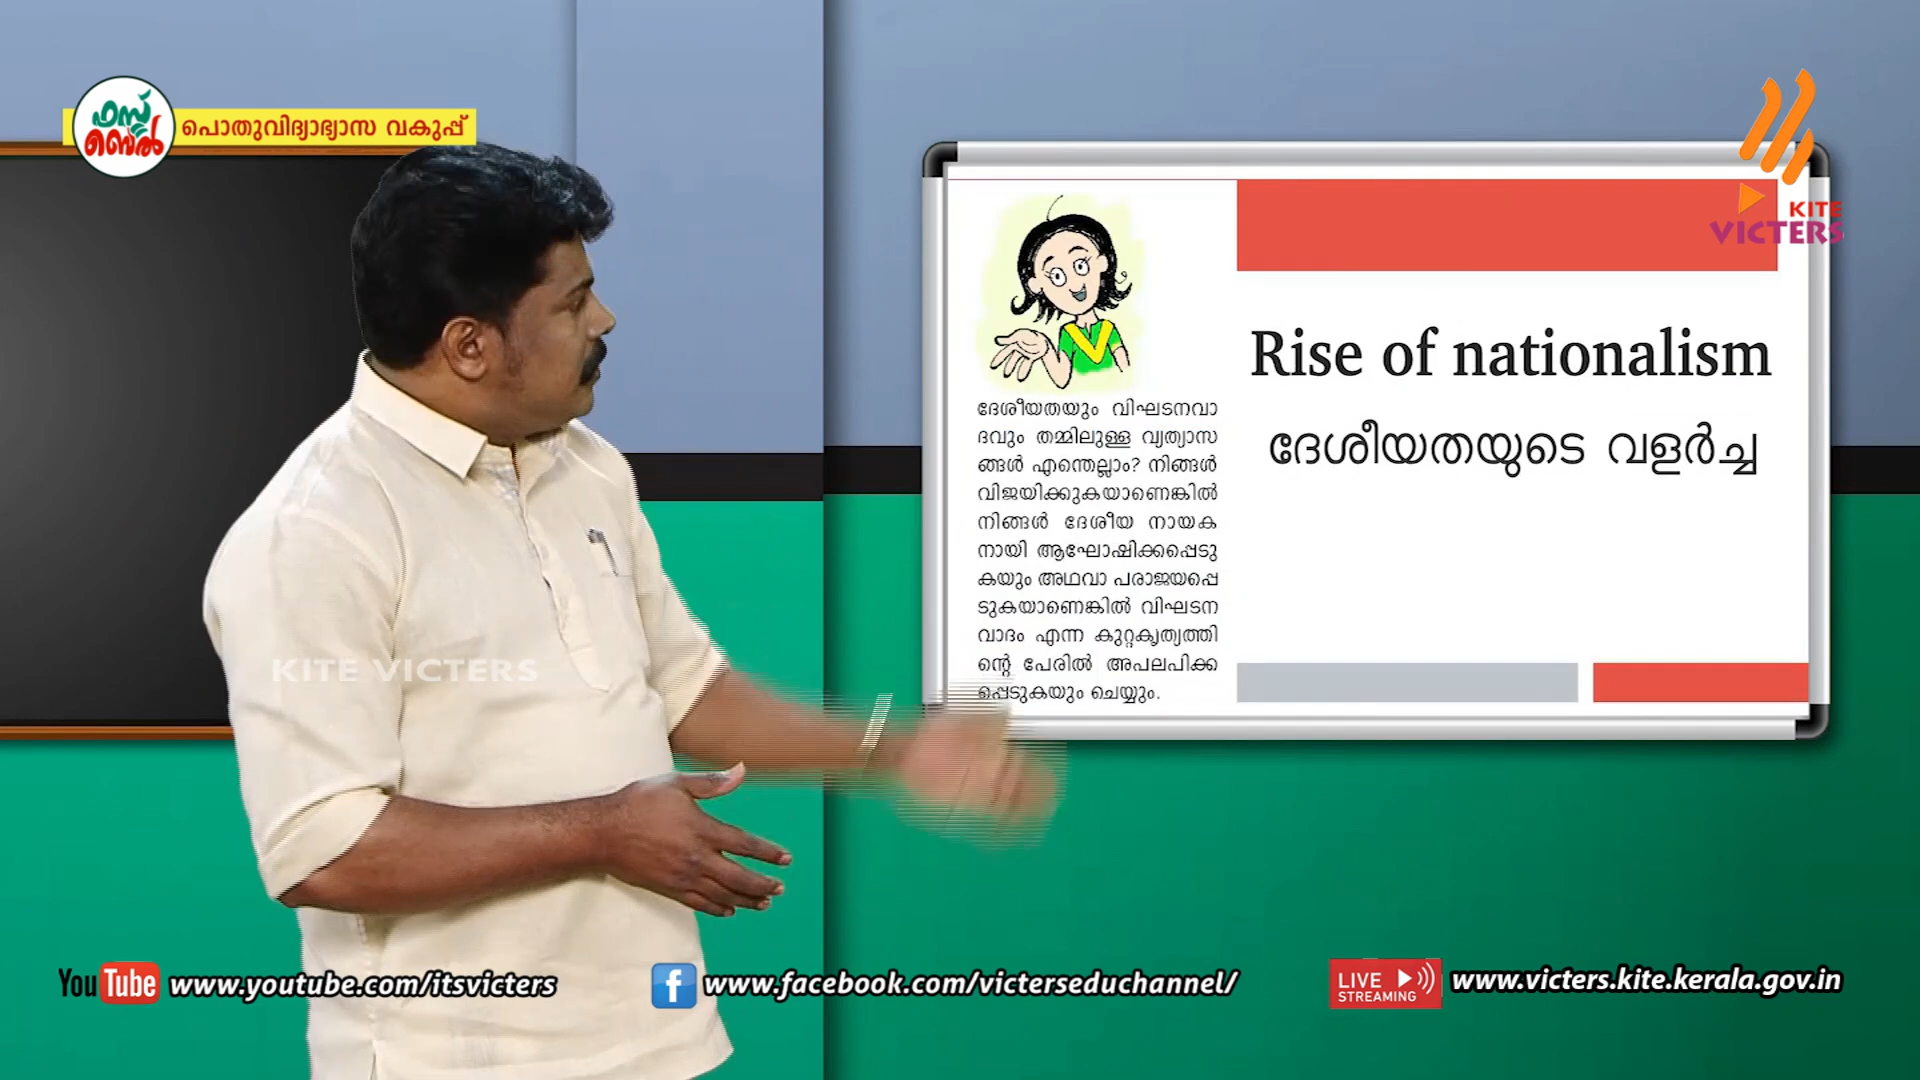 ഫസ്റ്റ്
ബെൽ
പൊതുവിദ്യാഭ്യാസ വകുപ്പ്
KITE
VICTERS
Rise of nationalism
ദേശീയതയുടെ വളർച്ച
ദേശീയതയും വിഘടനവാ
ദവും തമ്മിലുള്ള വ്യത്യാസ
ങ്ങൾ എന്തെല്ലാം? നിങ്ങൾ
വിജയിക്കുകയാണെങ്കിൽ
നിങ്ങൾ ദേശീയ നായക
നായി ആഘോഷിക്കപ്പെടു
കയും അഥവാ പരാജയപ്പെ
ടുകയാണെങ്കിൽ വിഘടന
വാദം എന്ന കുറ്റകൃത്യത്തി
ന്റെ പേരിൽ അപലപിക്ക
പ്പെടുകയും ചെയ്യും.
KITE VICTERS
YouTube www.youtube.com/itsvicters
f www.facebook.com/victerseduchannel/
LIVE
STREAMING
www.victers.kite.kerala.gov.in